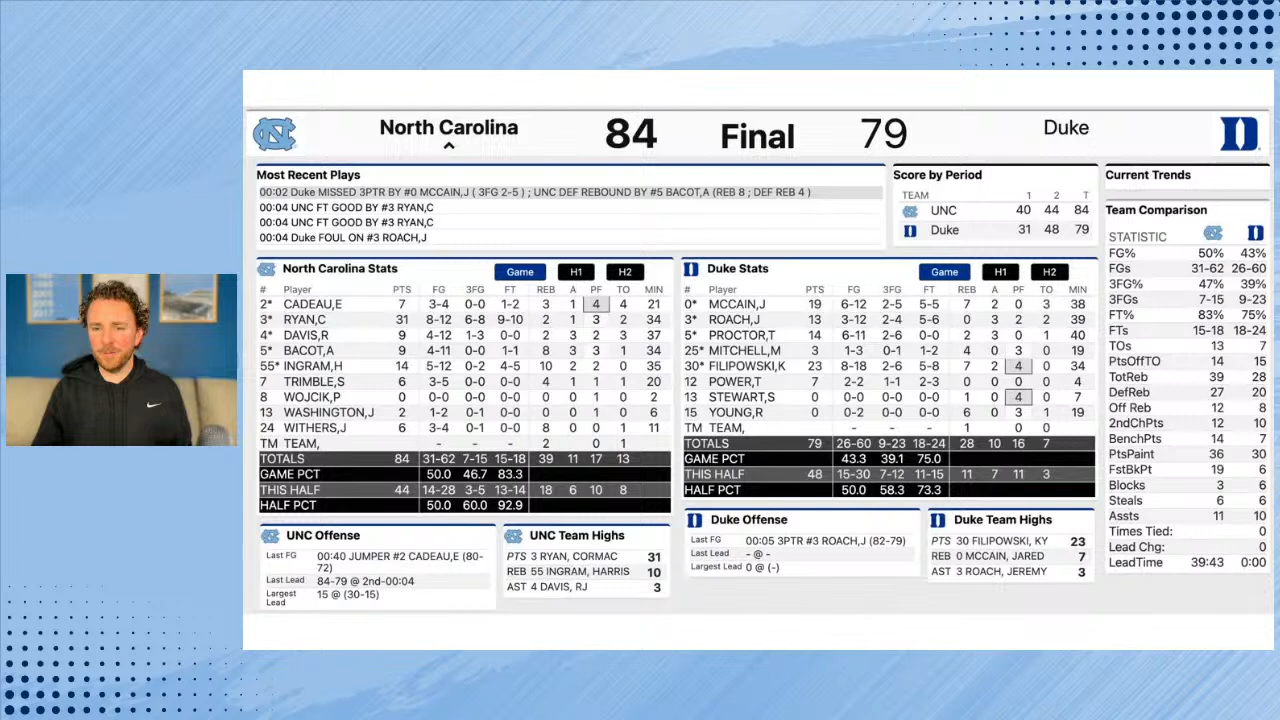 North Carolina 84 Final 79 Duke
Most Recent Plays
00:02 Duke MISSED 3PTR BY #0 MCCAIN,J ( 3FG 2-5 ) ; UNC DEF REBOUND BY #5 BACOT,A (REB 8 ; DEF REB 4 )
00:04 UNC FT GOOD BY #3 RYAN,C
00:04 UNC FT GOOD BY #3 RYAN,C
00:04 Duke FOUL ON #3 ROACH,J
Score by Period
TEAM 1 2 T
UNC 40 44 84
Duke 31 48 79
North Carolina Stats Game H1 H2
# Player PTS FG 3FG FT REB A PF TO MIN
2* CADEAU,E 7 3-4 0-0 1-2 3 1 4 4 21
3* RYAN,C 31 8-12 6-8 9-10 2 1 3 2 34
4* DAVIS,R 9 4-12 1-3 0-0 2 3 2 3 37
5* BACOT,A 9 4-11 0-0 1-1 8 3 3 1 34
55* INGRAM,H 14 5-12 0-2 4-5 10 2 2 0 35
7 TRIMBLE,S 6 3-5 0-0 0-0 4 1 1 1 20
8 WOJCIK,P 0 0-0 0-0 0-0 0 0 1 0 2
13 WASHINGTON,J 2 1-2 0-1 0-0 2 0 1 0 6
24 WITHERS,J 6 3-4 0-1 0-0 8 0 0 1 11
TM TEAM, - - - 2 0 1
TOTALS 84 31-62 7-15 15-18 39 11 17 13
GAME PCT 50.0 46.7 83.3
THIS HALF 44 14-28 3-5 13-14 18 6 10 8
HALF PCT 50.0 60.0 92.9
Duke Stats Game H1 H2
# Player PTS FG 3FG FT REB A PF TO MIN
0* MCCAIN,J 19 6-12 2-5 5-5 7 2 0 3 38
3* ROACH,J 13 3-12 2-4 5-6 0 3 2 2 39
5* PROCTOR,T 14 6-11 2-6 0-0 2 3 0 1 40
25* MITCHELL,M 3 1-3 0-1 1-2 4 0 3 0 19
30* FILIPOWSKI,K 23 8-18 2-6 5-8 7 2 4 0 34
12 POWER,T 7 2-2 1-1 2-3 0 0 0 0 4
13 STEWART,S 0 0-0 0-0 0-0 1 0 4 0 7
15 YOUNG,R 0 0-2 0-0 0-0 6 0 3 1 19
TM TEAM, - - - 1 0 0
TOTALS 79 26-60 9-23 18-24 28 10 16 7
GAME PCT 43.3 39.1 75.0
THIS HALF 48 15-30 7-12 11-15 11 7 11 3
HALF PCT 50.0 58.3 73.3
UNC Offense
Last FG 00:40 JUMPER #2 CADEAU,E (80-
72)
Last Lead 84-79 @ 2nd-00:04
Largest 15 @ (30-15)
Lead
UNC Team Highs
PTS 3 RYAN, CORMAC 31
REB 55 INGRAM, HARRIS 10
AST 4 DAVIS, RJ 3
Duke Offense
Last FG 00:05 3PTR #3 ROACH,J (82-79)
Last Lead - @ -
Largest Lead 0 @ (-)
Duke Team Highs
PTS 30 FILIPOWSKI, KY 23
REB 0 MCCAIN, JARED 7
AST 3 ROACH, JEREMY 3
Current Trends
Team Comparison
STATISTIC
FG% 50% 43%
FGs 31-62 26-60
3FG% 47% 39%
3FGs 7-15 9-23
FT% 83% 75%
FTs 15-18 18-24
TOs 13 7
PtsOffTO 14 15
TotReb 39 28
DefReb 27 20
Off Reb 12 8
2ndChPts 12 10
BenchPts 14 7
PtsPaint 36 30
FstBkPt 19 6
Blocks 3 6
Steals 6 6
Assts 11 10
Times Tied: 0
Lead Chg: 0
LeadTime 39:43 0:00